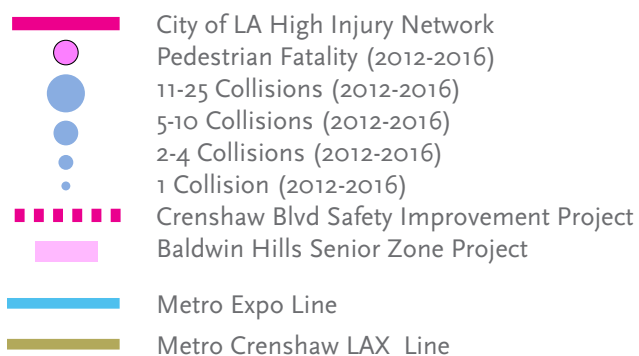 City of LA High Injury Network
Pedestrian Fatality (2012-2016)
11-25 Collisions (2012-2016)
5-10 Collisions (2012-2016)
2-4 Collisions (2012-2016)
1 Collision (2012-2016)
Crenshaw Blvd Safety Improvement Project
Baldwin Hills Senior Zone Project
Metro Expo Line
Metro Crenshaw LAX Line